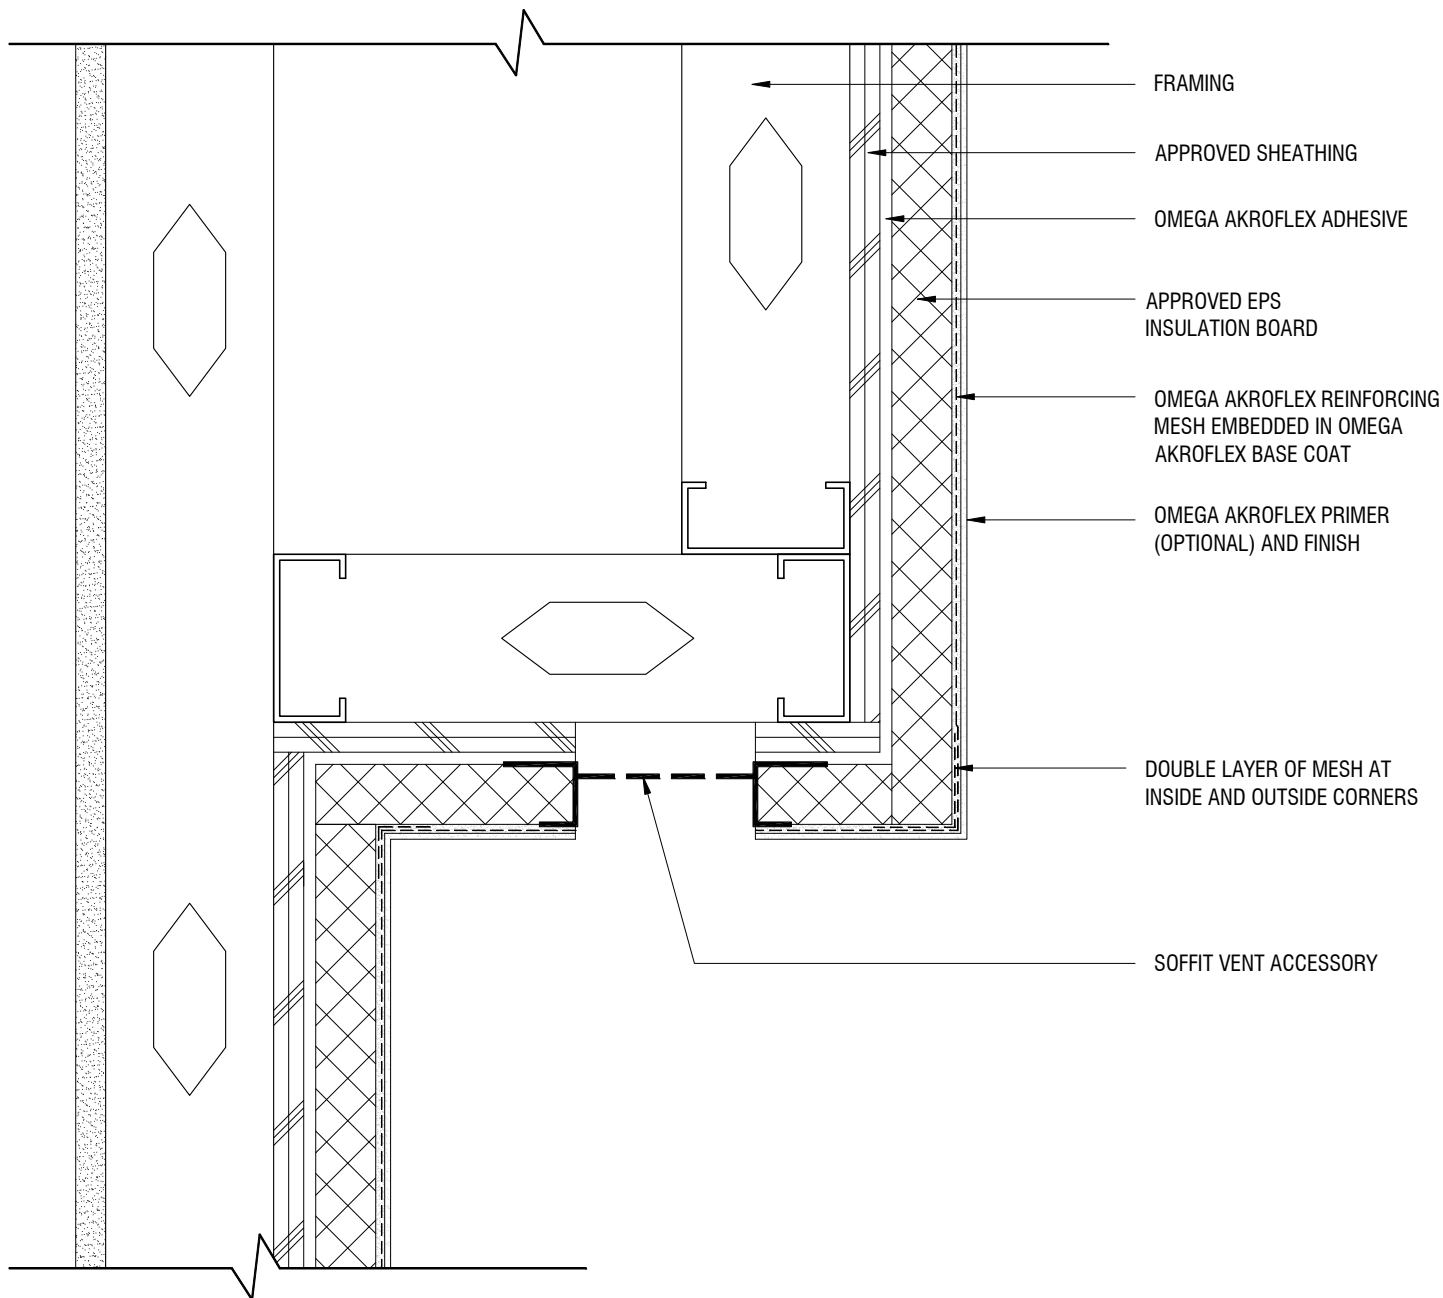 FRAMING
APPROVED SHEATHING
OMEGA AKROFLEX ADHESIVE
APPROVED EPS
INSULATION BOARD
OMEGA AKROFLEX REINFORCING
MESH EMBEDDED IN OMEGA
AKROFLEX BASE COAT
OMEGA AKROFLEX PRIMER
(OPTIONAL) AND FINISH
DOUBLE LAYER OF MESH AT
INSIDE AND OUTSIDE CORNERS
SOFFIT VENT ACCESSORY